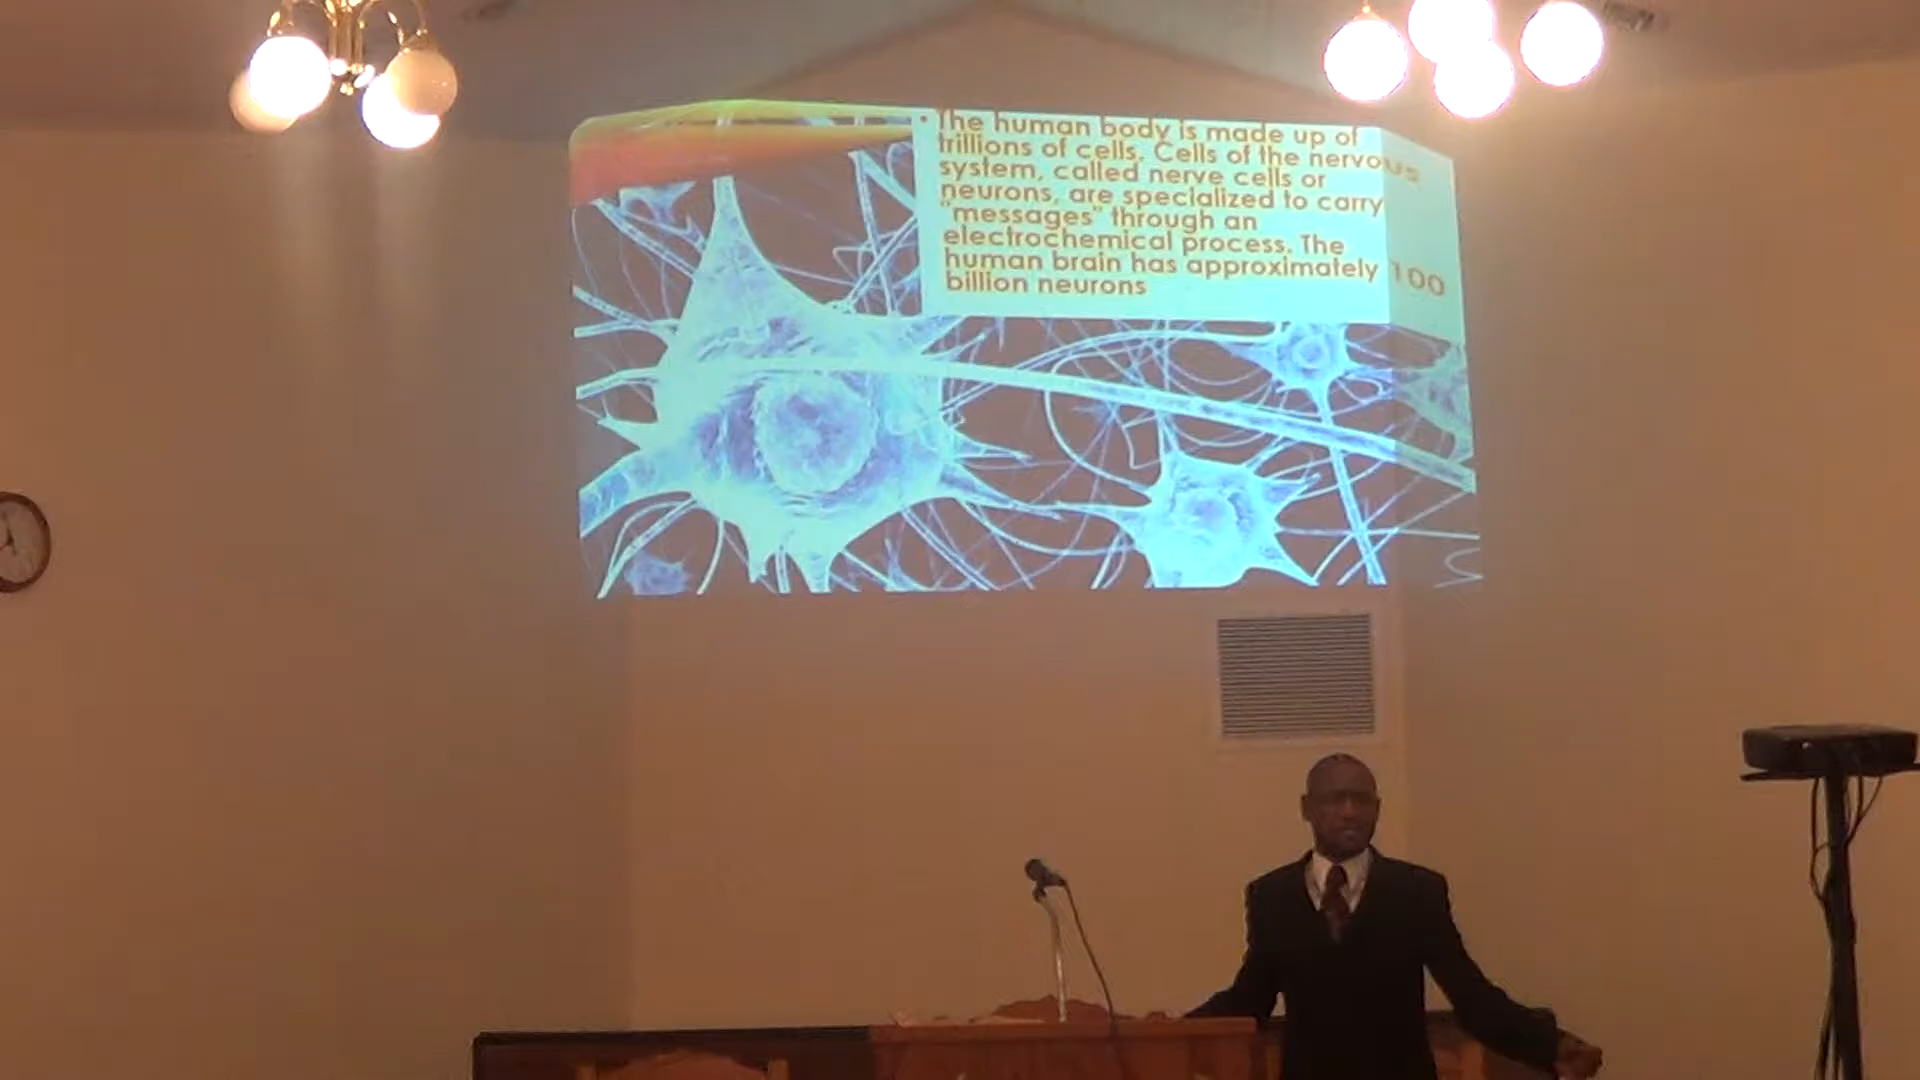 • The human body is made up of
trillions of cells. Cells of the nervous
system, called nerve cells or
neurons, are specialized to carry
"messages" through an
electrochemical process. The
human brain has approximately 100
billion neurons